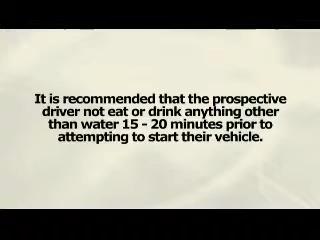 It is recommended that the prospective
driver not eat or drink anything other
than water 15 - 20 minutes prior to
attempting to start their vehicle.